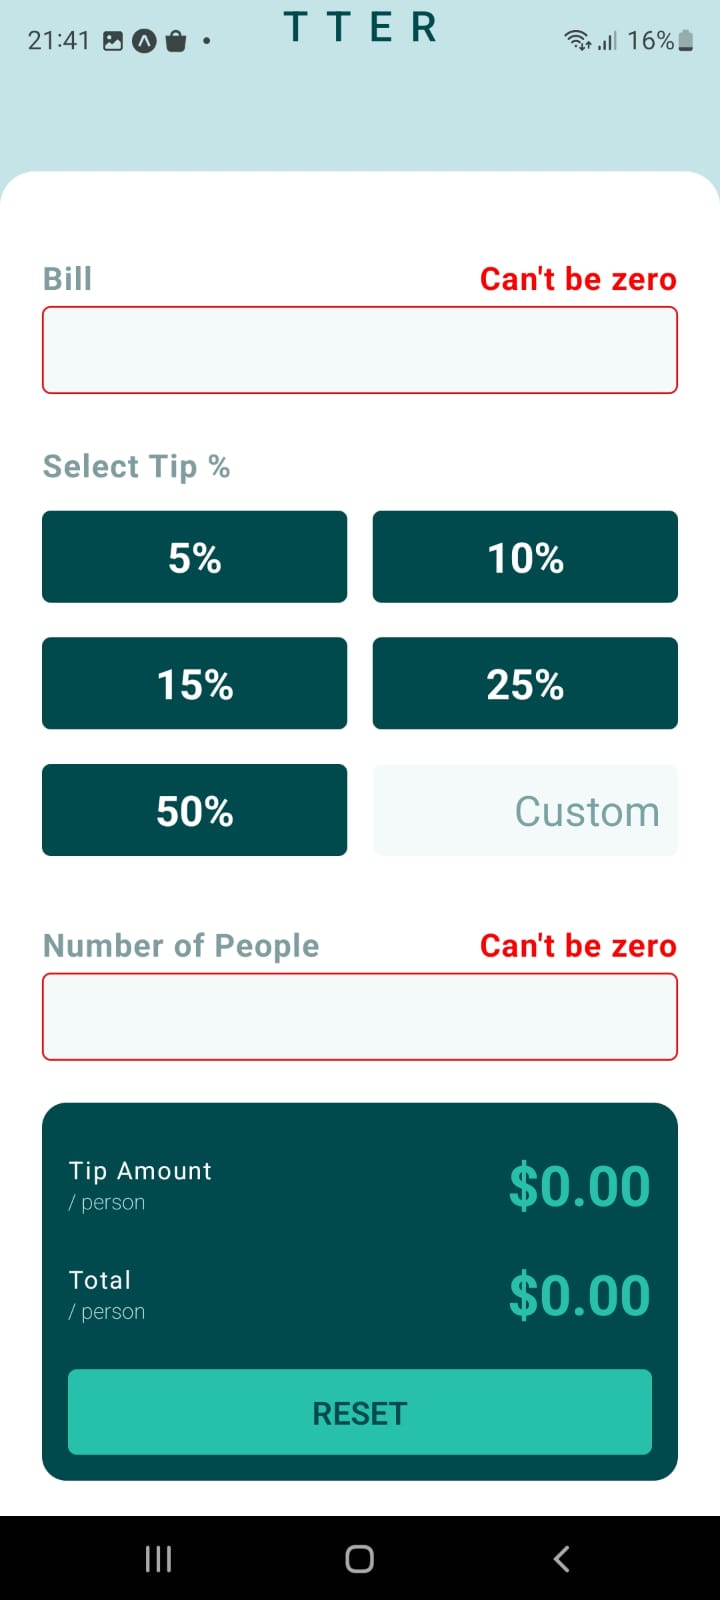 21:41
TTER
16%
Bill
Can't be zero
Select Tip %
5%
10%
15%
25%
50%
Custom
Number of People
Can't be zero
Tip Amount
/ person
$0.00
Total
/ person
$0.00
RESET